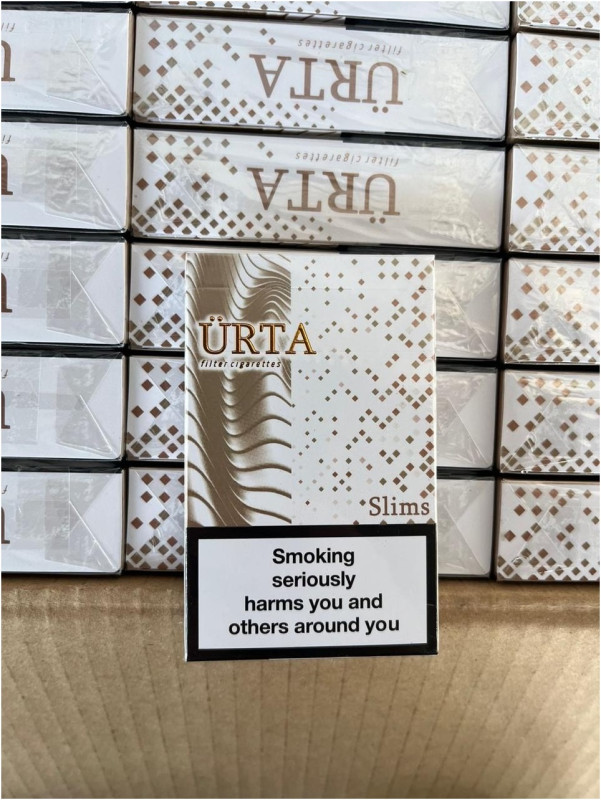 filter cigarettes
ÜRTA
filter cigarettes
ÜRTA
ÜRTA
filter cigarettes
Slims
Smoking
seriously
harms you and
others around you